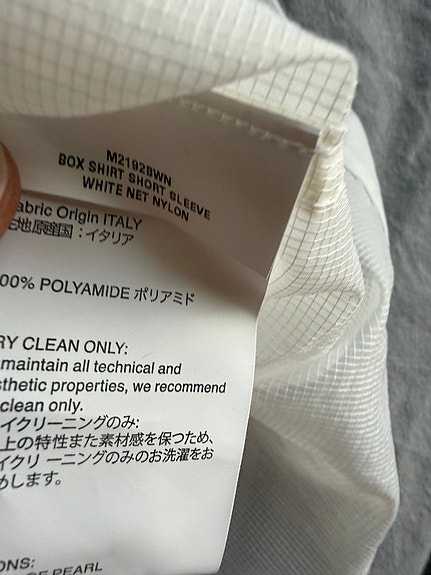 M2192BWN
BOX SHIRT SHORT SLEEVE
WHITE NET NYLON
abric Origin ITALY
地原産国：イタリア
00% POLYAMIDE ポリアミド
RY CLEAN ONLY:
maintain all technical and
sthetic properties, we recommend
clean only.
イクリーニングのみ:
上の特性また素材感を保つため、
イクリーニングのみのお洗濯をお
めします。
ONS:
OF PEARL